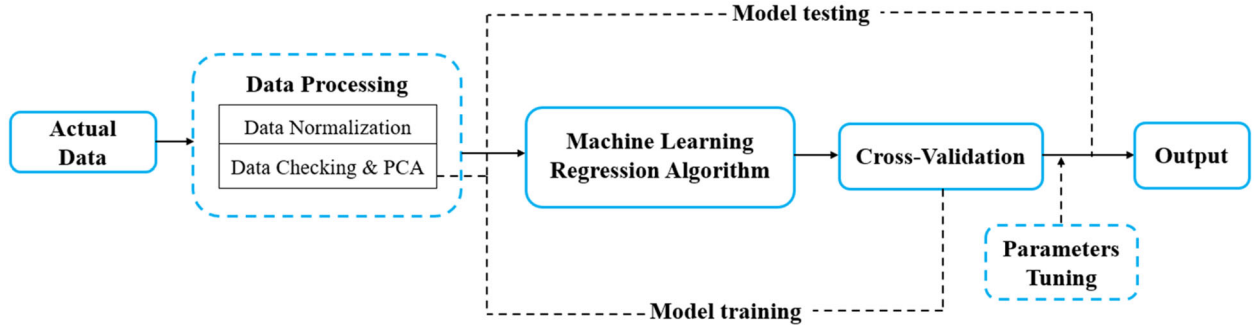 Model testing
Data Processing
Data Normalization
Data Checking & PCA
Actual
Data
Machine Learning
Regression Algorithm
Cross-Validation
Output
Parameters
Tuning
Model training